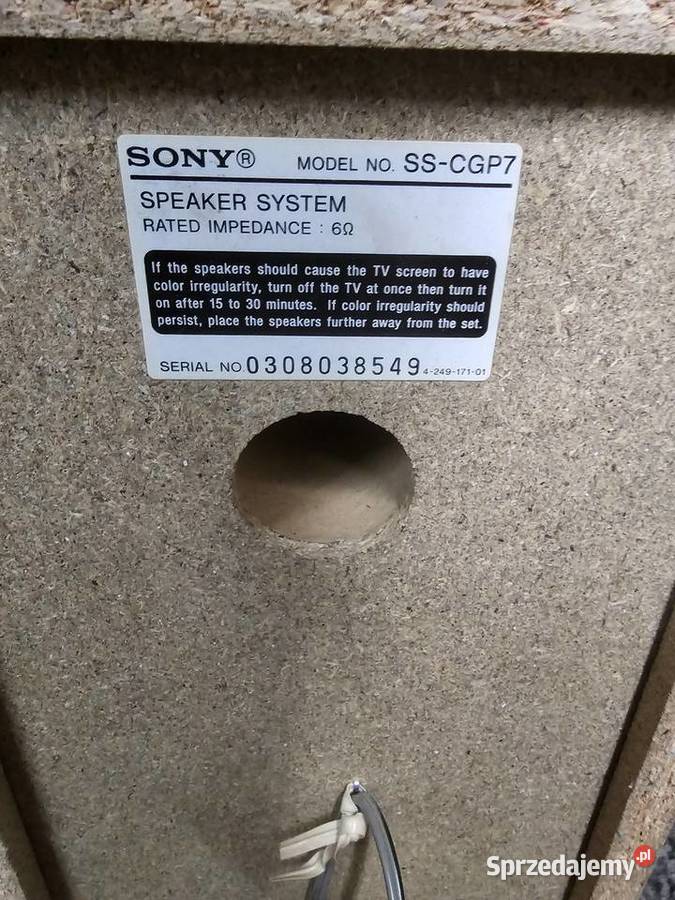 SONY® MODEL NO. SS-CGP7
SPEAKER SYSTEM
RATED IMPEDANCE : 6Ω
If the speakers should cause the TV screen to have
color irregularity, turn off the TV at once then turn it
on after 15 to 30 minutes. If color irregularity should
persist, place the speakers further away from the set.
SERIAL NO. 0308038549 4-249-171-01
Sprzedajemy.pl